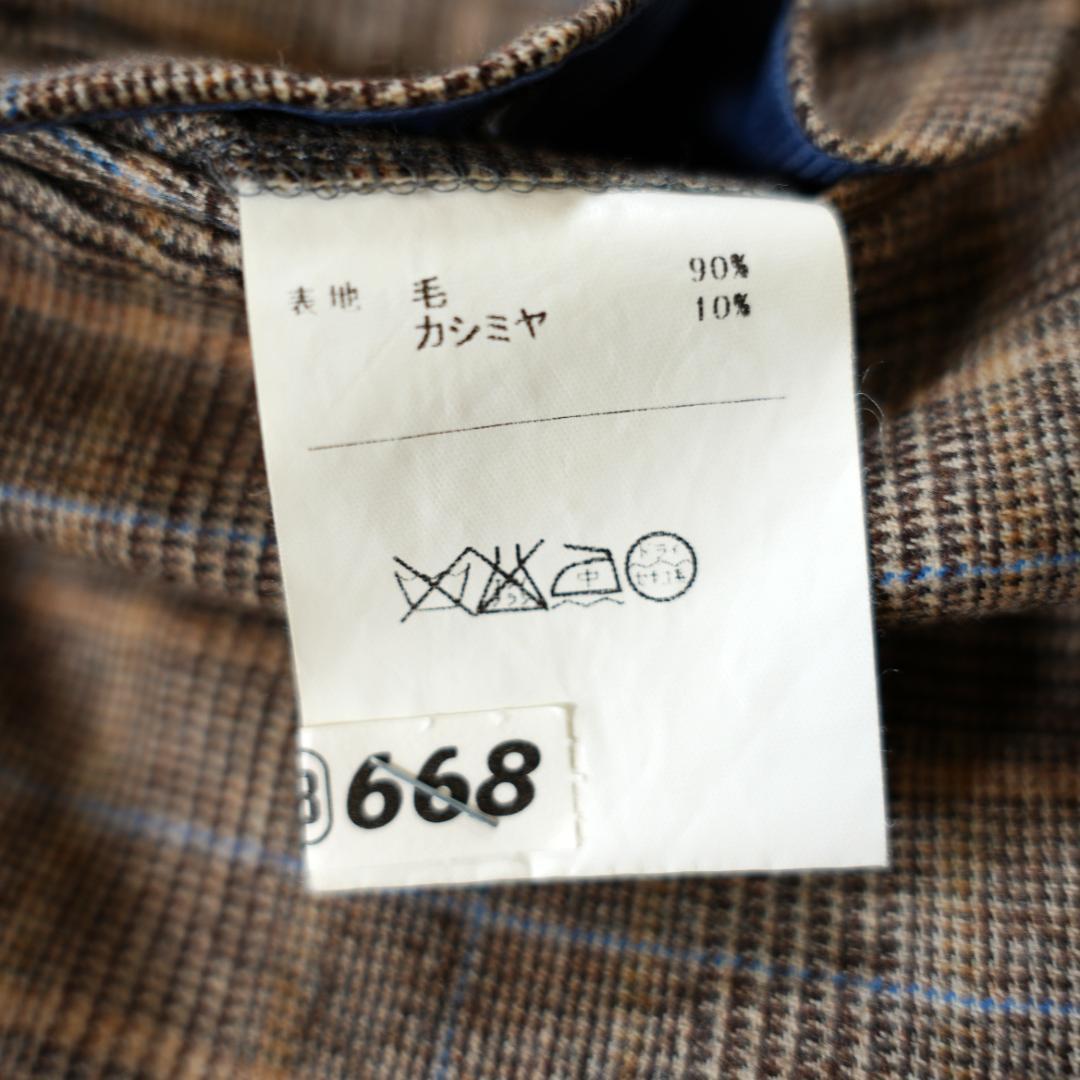 表地 毛 90%
カシミヤ 10%
中
ドライ
セキユ系
668